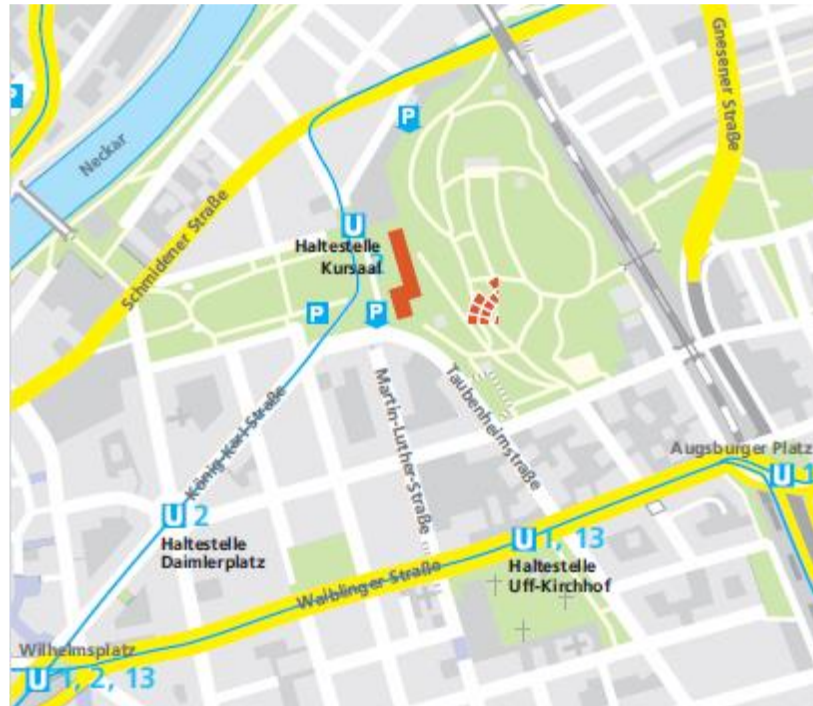 Gnesener Straße
P
P
Neckar
Schmidener Straße
U
Haltestelle
Kursaal
P
P
Taubenheimstraße
Martin-Luther-Straße
König-Karl-Straße
Augsburger Platz
U 1
U 2
Haltestelle
Daimlerplatz
U 1, 13
Haltestelle
Uff-Kirchhof
Waiblinger Straße
Wilhelmsplatz
U 1, 2, 13